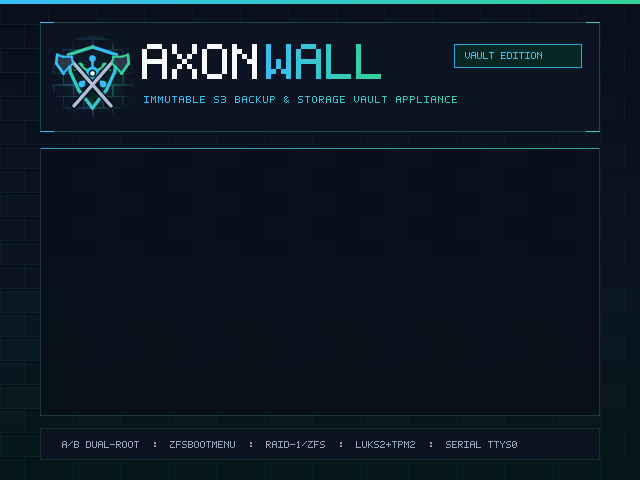 AXONWALL
VAULT EDITION
IMMUTABLE S3 BACKUP & STORAGE VAULT APPLIANCE
A/B DUAL-ROOT : ZFSBOOTMENU : RAID-1/ZFS : LUKS2+TPM2 : SERIAL TTYS0